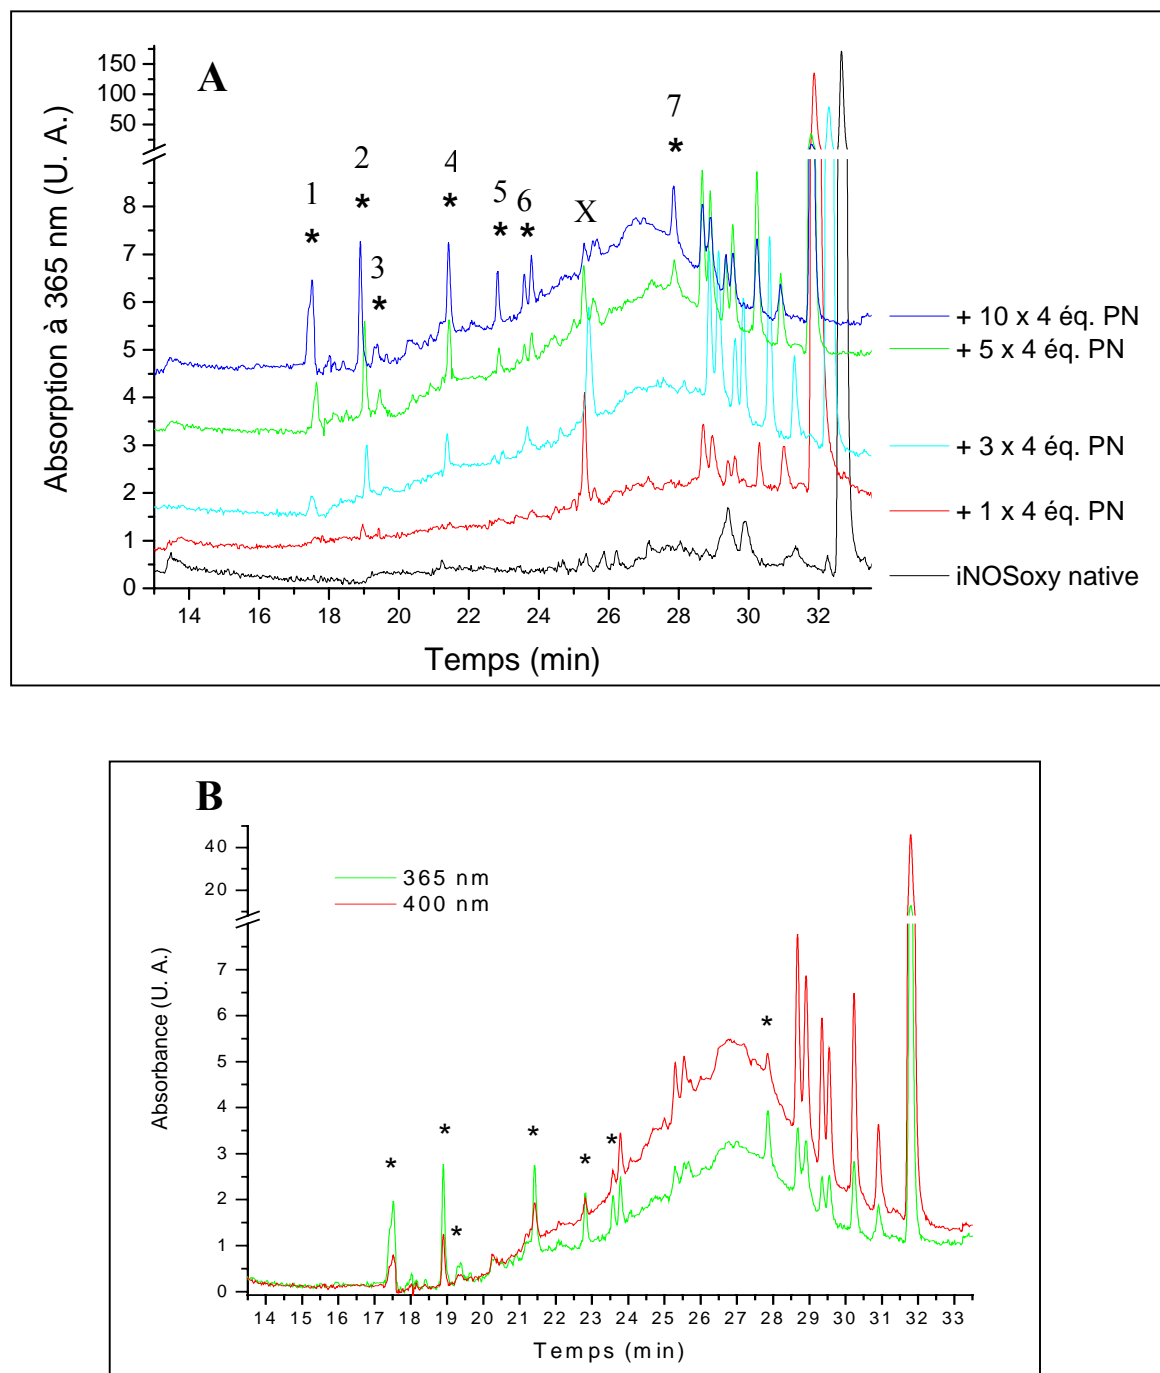 A
Absorption à 365 nm (U. A.)
150
100
50
8
7
6
5
4
3
2
1
0
1
*
2
*
3
*
4
*
5
*
6
*
X
7
*
+ 10 x 4 éq. PN
+ 5 x 4 éq. PN
+ 3 x 4 éq. PN
+ 1 x 4 éq. PN
iNOSoxy native
14 16 18 20 22 24 26 28 30 32
Temps (min)
B
Absorbance (U. A.)
40
20
7
6
5
4
3
2
1
0
365 nm
400 nm
* * * * * * *
14 15 16 17 18 19 20 21 22 23 24 25 26 27 28 29 30 31 32 33
Temps (min)